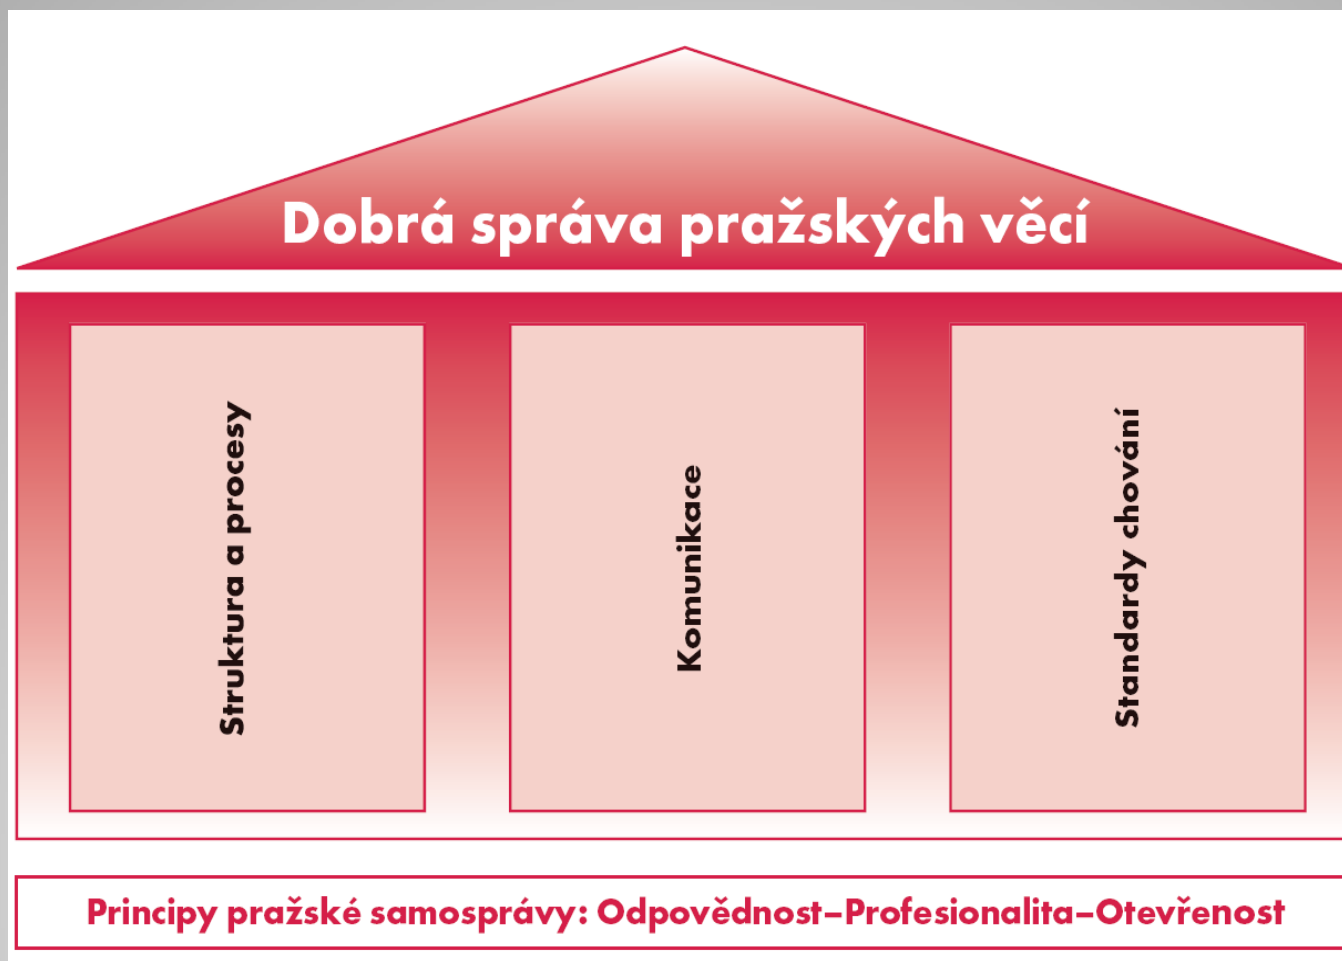 Dobrá správa pražských věcí
Struktura a procesy
Komunikace
Standardy chování
Principy pražské samosprávy: Odpovědnost–Profesionalita–Otevřenost